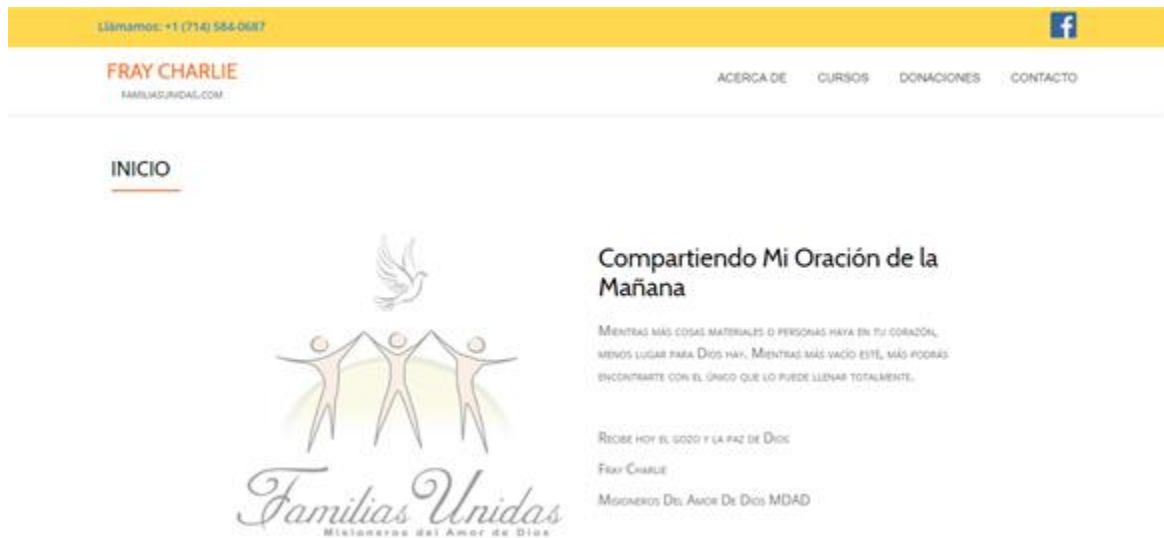 Llámamos: +1 (714) 584-0687
FRAY CHARLIE
FAMILIASUNIDAS.COM
ACERCA DE CURSOS DONACIONES CONTACTO
INICIO
Compartiendo Mi Oración de la
Mañana
Mientras más cosas materiales o personas haya en tu corazón,
menos lugar para Dios hay. Mientras más vacío esté, más podrás
encontrarte con el único que lo puede llenar totalmente.
Recibe hoy el gozo y la paz de Dios
Fray Charlie
Misioneros Del Amor De Dios MDAD
Familias Unidas
Misioneros del Amor de Dios